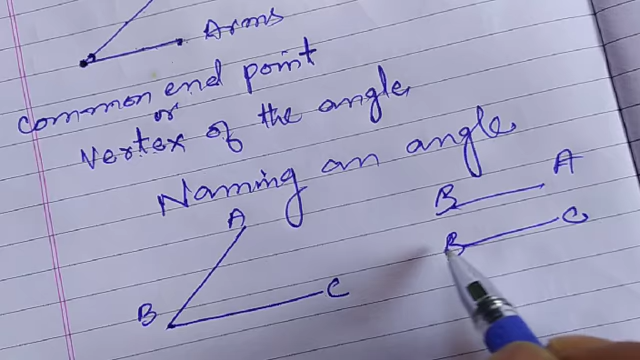 Arms
common end point
or
Vertex of the angle.
Naming an angle.
A
B C
B A
B C